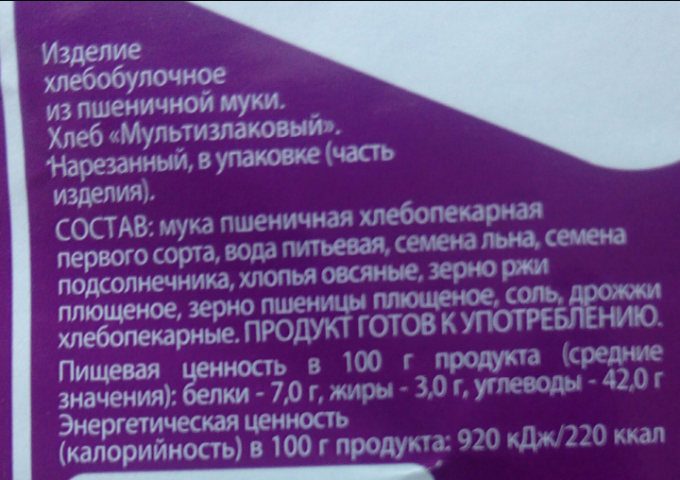 Изделие
хлебобулочное
из пшеничной муки.
Хлеб «Мультизлаковый».
Нарезанный, в упаковке (часть
изделия).
СОСТАВ: мука пшеничная хлебопекарная
первого сорта, вода питьевая, семена льна, семена
подсолнечника, хлопья овсяные, зерно ржи
плющеное, зерно пшеницы плющеное, соль, дрожжи
хлебопекарные. ПРОДУКТ ГОТОВ К УПОТРЕБЛЕНИЮ.
Пищевая ценность в 100 г продукта (средние
значения): белки - 7,0 г, жиры - 3,0 г, углеводы - 42,0 г
Энергетическая ценность
(калорийность) в 100 г продукта: 920 кДж/220 ккал